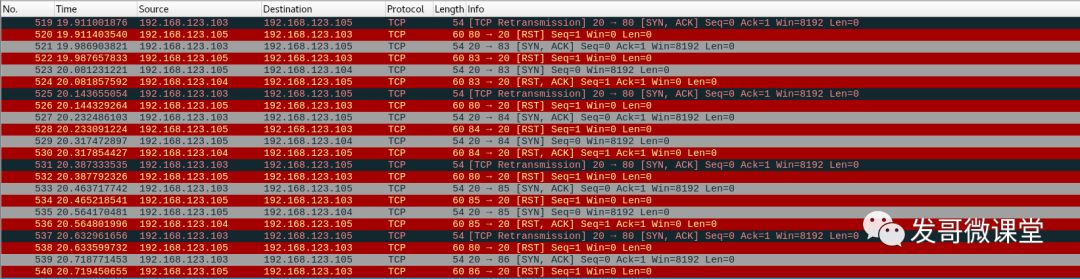 No. Time Source Destination Protocol Length Info
519 19.911001876 192.168.123.103 192.168.123.105 TCP 54 [TCP Retransmission] 20 → 80 [SYN, ACK] Seq=0 Ack=1 Win=8192 Len=0
520 19.911403540 192.168.123.105 192.168.123.103 TCP 60 80 → 20 [RST] Seq=1 Win=0 Len=0
521 19.986903821 192.168.123.103 192.168.123.105 TCP 54 20 → 83 [SYN, ACK] Seq=0 Ack=1 Win=8192 Len=0
522 19.987657833 192.168.123.105 192.168.123.103 TCP 60 83 → 20 [RST] Seq=1 Win=0 Len=0
523 20.081231221 192.168.123.104 192.168.123.105 TCP 54 20 → 83 [SYN] Seq=0 Win=8192 Len=0
524 20.081857592 192.168.123.105 192.168.123.104 TCP 60 83 → 20 [RST, ACK] Seq=1 Ack=1 Win=0 Len=0
525 20.143655054 192.168.123.103 192.168.123.105 TCP 54 [TCP Retransmission] 20 → 80 [SYN, ACK] Seq=0 Ack=1 Win=8192 Len=0
526 20.144329264 192.168.123.105 192.168.123.103 TCP 60 80 → 20 [RST] Seq=1 Win=0 Len=0
527 20.232486103 192.168.123.103 192.168.123.105 TCP 54 20 → 84 [SYN, ACK] Seq=0 Ack=1 Win=8192 Len=0
528 20.233091224 192.168.123.105 192.168.123.103 TCP 60 84 → 20 [RST] Seq=1 Win=0 Len=0
529 20.317472897 192.168.123.104 192.168.123.105 TCP 54 20 → 84 [SYN] Seq=0 Win=8192 Len=0
530 20.317854427 192.168.123.105 192.168.123.104 TCP 60 84 → 20 [RST, ACK] Seq=1 Ack=1 Win=0 Len=0
531 20.387333535 192.168.123.103 192.168.123.105 TCP 54 [TCP Retransmission] 20 → 80 [SYN, ACK] Seq=0 Ack=1 Win=8192 Len=0
532 20.387792326 192.168.123.105 192.168.123.103 TCP 60 80 → 20 [RST] Seq=1 Win=0 Len=0
533 20.463717742 192.168.123.103 192.168.123.105 TCP 54 20 → 85 [SYN, ACK] Seq=0 Ack=1 Win=8192 Len=0
534 20.465218541 192.168.123.105 192.168.123.103 TCP 60 85 → 20 [RST] Seq=1 Win=0 Len=0
535 20.564170481 192.168.123.104 192.168.123.105 TCP 54 20 → 85 [SYN] Seq=0 Win=8192 Len=0
536 20.564801996 192.168.123.105 192.168.123.104 TCP 60 85 → 20 [RST, ACK] Seq=1 Ack=1 Win=0 Len=0
537 20.632961656 192.168.123.103 192.168.123.105 TCP 54 [TCP Retransmission] 20 → 80 [SYN, ACK] Seq=0 Ack=1 Win=8192 Len=0
538 20.633599732 192.168.123.105 192.168.123.103 TCP 60 80 → 20 [RST] Seq=1 Win=0 Len=0
539 20.718771453 192.168.123.103 192.168.123.105 TCP 54 20 → 86 [SYN, ACK] Seq=0 Ack=1 Win=8192 Len=0
540 20.719450655 192.168.123.105 192.168.123.103 TCP 60 86 → 20 [RST] Seq=1 Win=0 Len=0
发哥微课堂